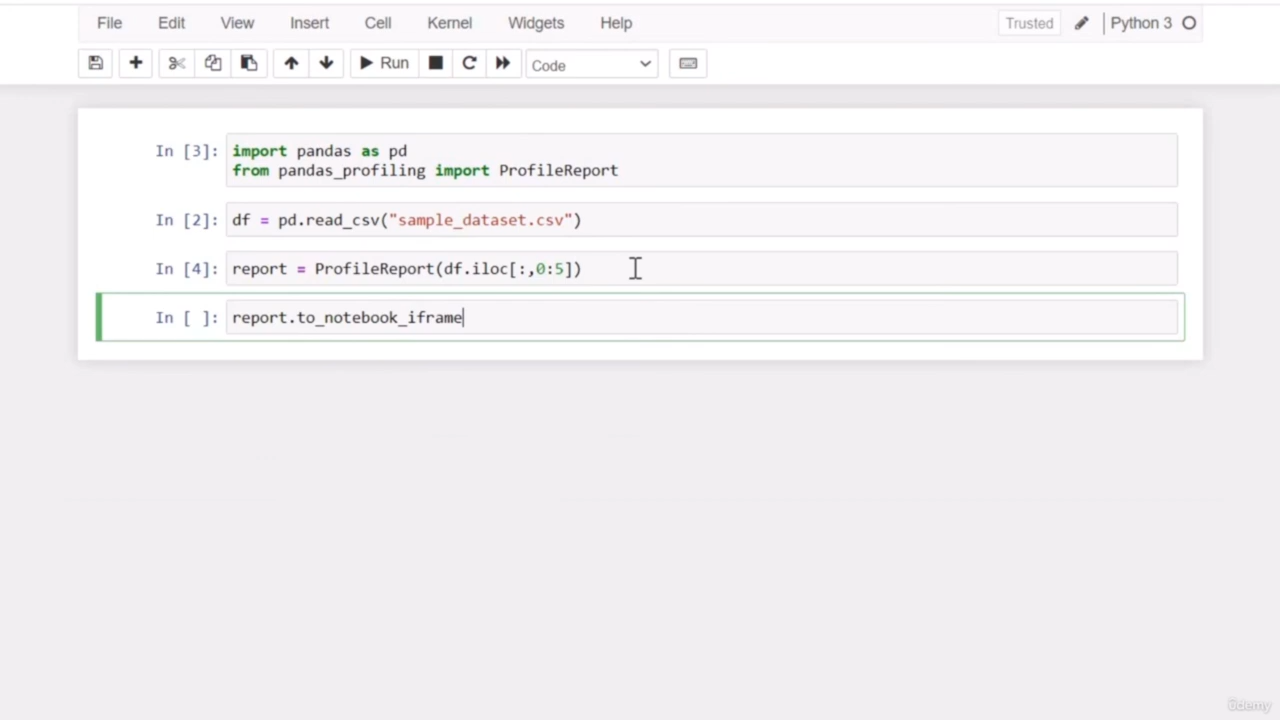 File Edit View Insert Cell Kernel Widgets Help Trusted Python 3
Run Code
In [3]: import pandas as pd
from pandas_profiling import ProfileReport
In [2]: df = pd.read_csv("sample_dataset.csv")
In [4]: report = ProfileReport(df.iloc[:,0:5])
In [ ]: report.to_notebook_iframe
ûdemy